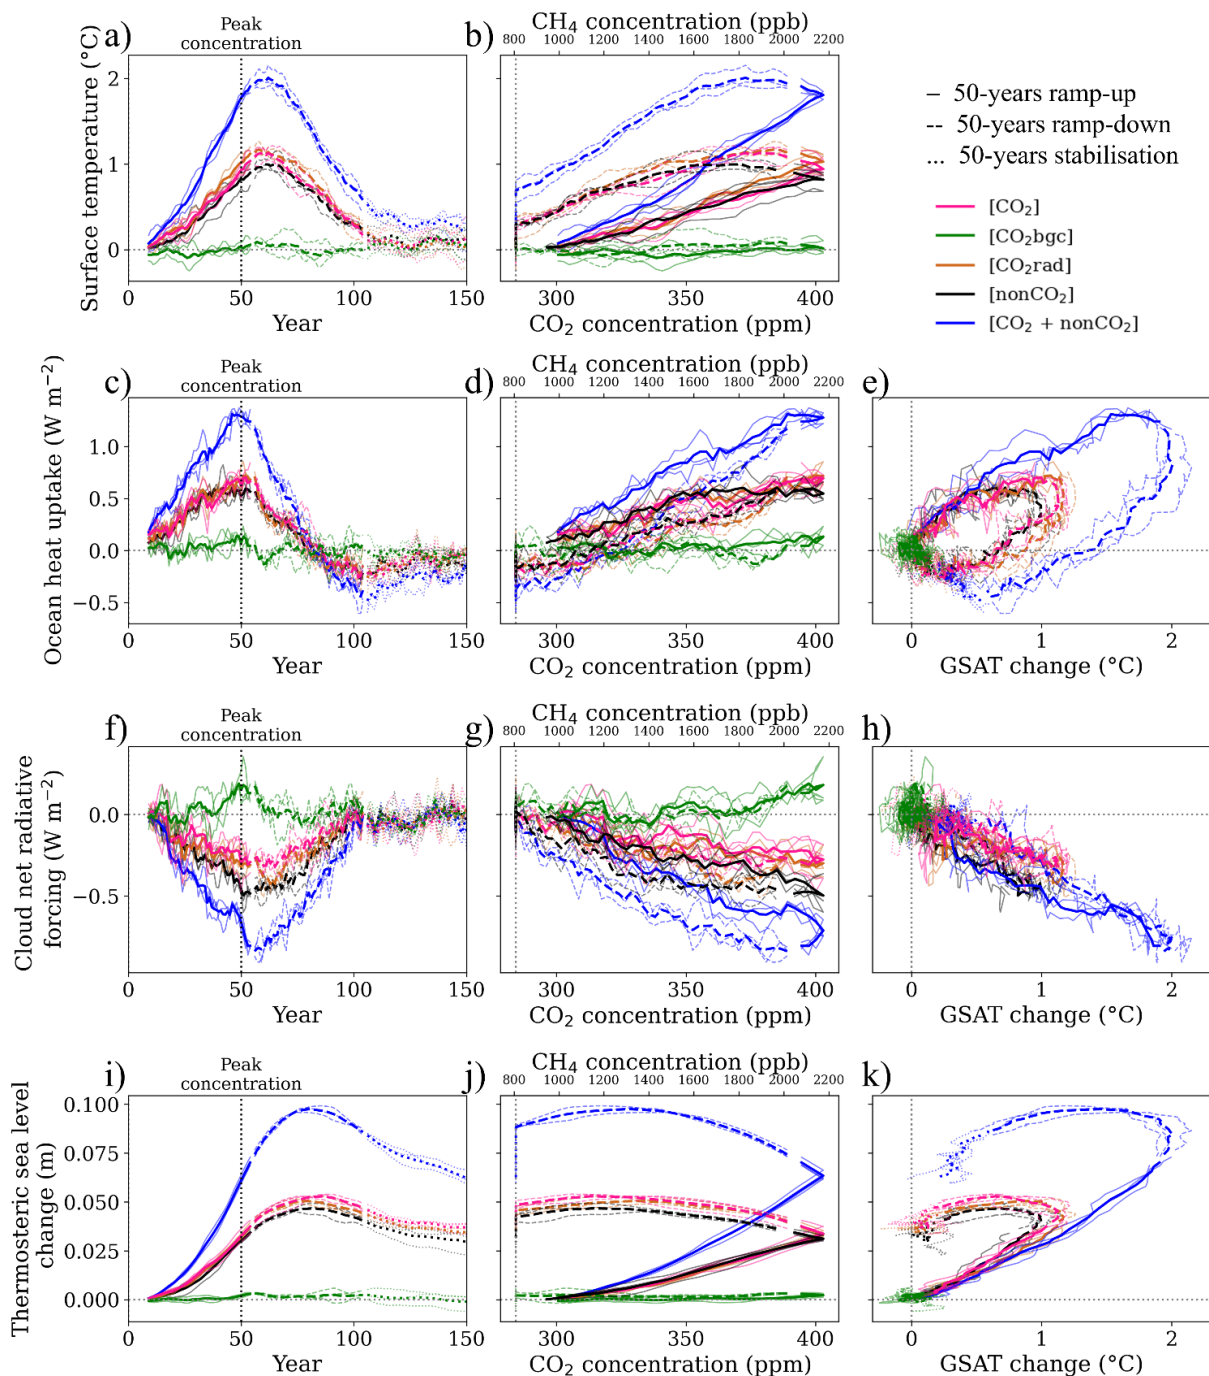 a)
Peak
concentration
Surface temperature (°C)
2
1
0
0 50 100 150
Year
b)
CH₄ concentration (ppb)
800 1000 1200 1400 1600 1800 2000 2200
300 350 400
CO₂ concentration (ppm)
– 50-years ramp-up
-- 50-years ramp-down
... 50-years stabilisation
[CO₂]
[CO₂bgc]
[CO₂rad]
[nonCO₂]
[CO₂ + nonCO₂]
c)
Peak
concentration
Ocean heat uptake (W m⁻²)
1.0
0.5
0.0
−0.5
0 50 100 150
Year
d)
CH₄ concentration (ppb)
800 1000 1200 1400 1600 1800 2000 2200
300 350 400
CO₂ concentration (ppm)
e)
0 1 2
GSAT change (°C)
f)
Peak
concentration
Cloud net radiative
forcing (W m⁻²)
0.0
−0.5
0 50 100 150
Year
g)
CH₄ concentration (ppb)
800 1000 1200 1400 1600 1800 2000 2200
300 350 400
CO₂ concentration (ppm)
h)
0 1 2
GSAT change (°C)
i)
Peak
concentration
Thermosteric sea level
change (m)
0.100
0.075
0.050
0.025
0.000
0 50 100 150
Year
j)
CH₄ concentration (ppb)
800 1000 1200 1400 1600 1800 2000 2200
300 350 400
CO₂ concentration (ppm)
k)
0 1 2
GSAT change (°C)